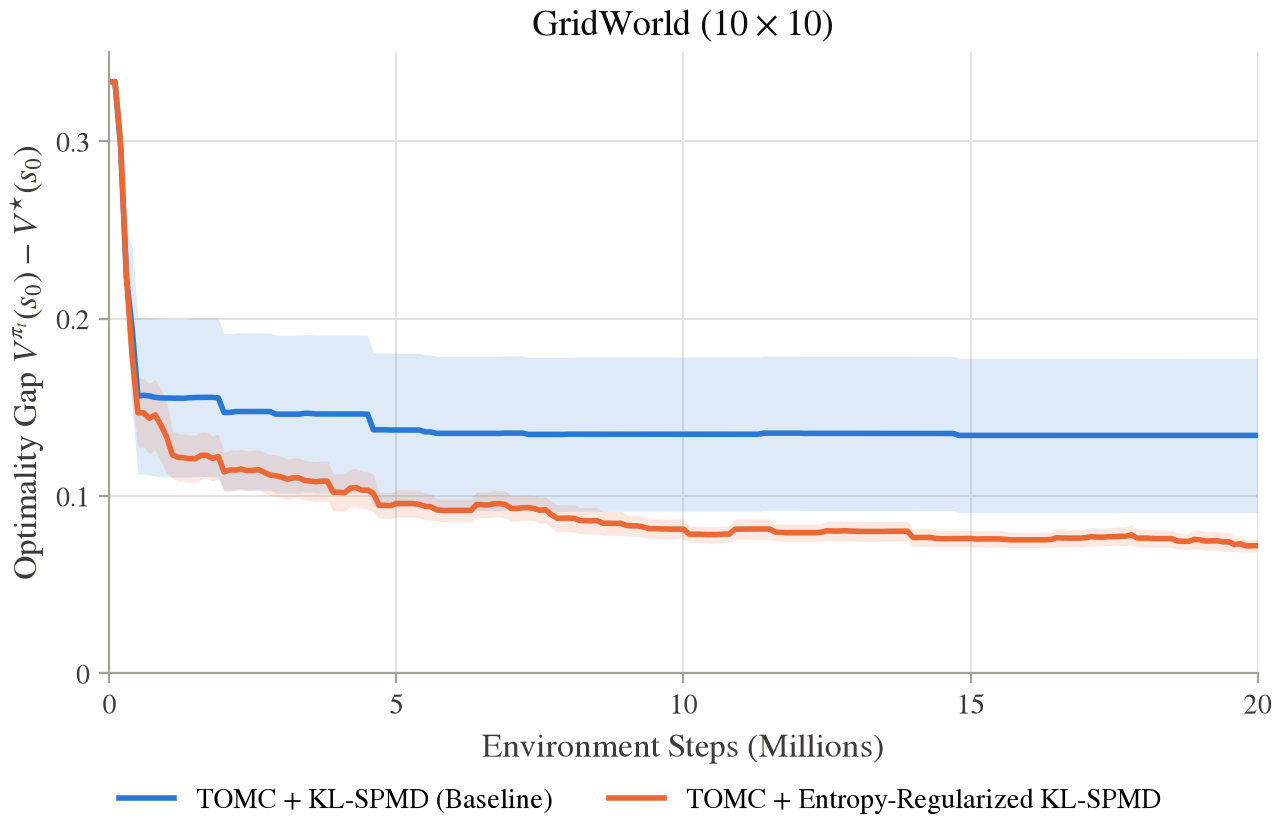 GridWorld (10 × 10)
Optimality Gap V^{π_t}(s_0) − V^★(s_0)
0.3
0.2
0.1
0
0 5 10 15 20
Environment Steps (Millions)
TOMC + KL-SPMD (Baseline) TOMC + Entropy-Regularized KL-SPMD